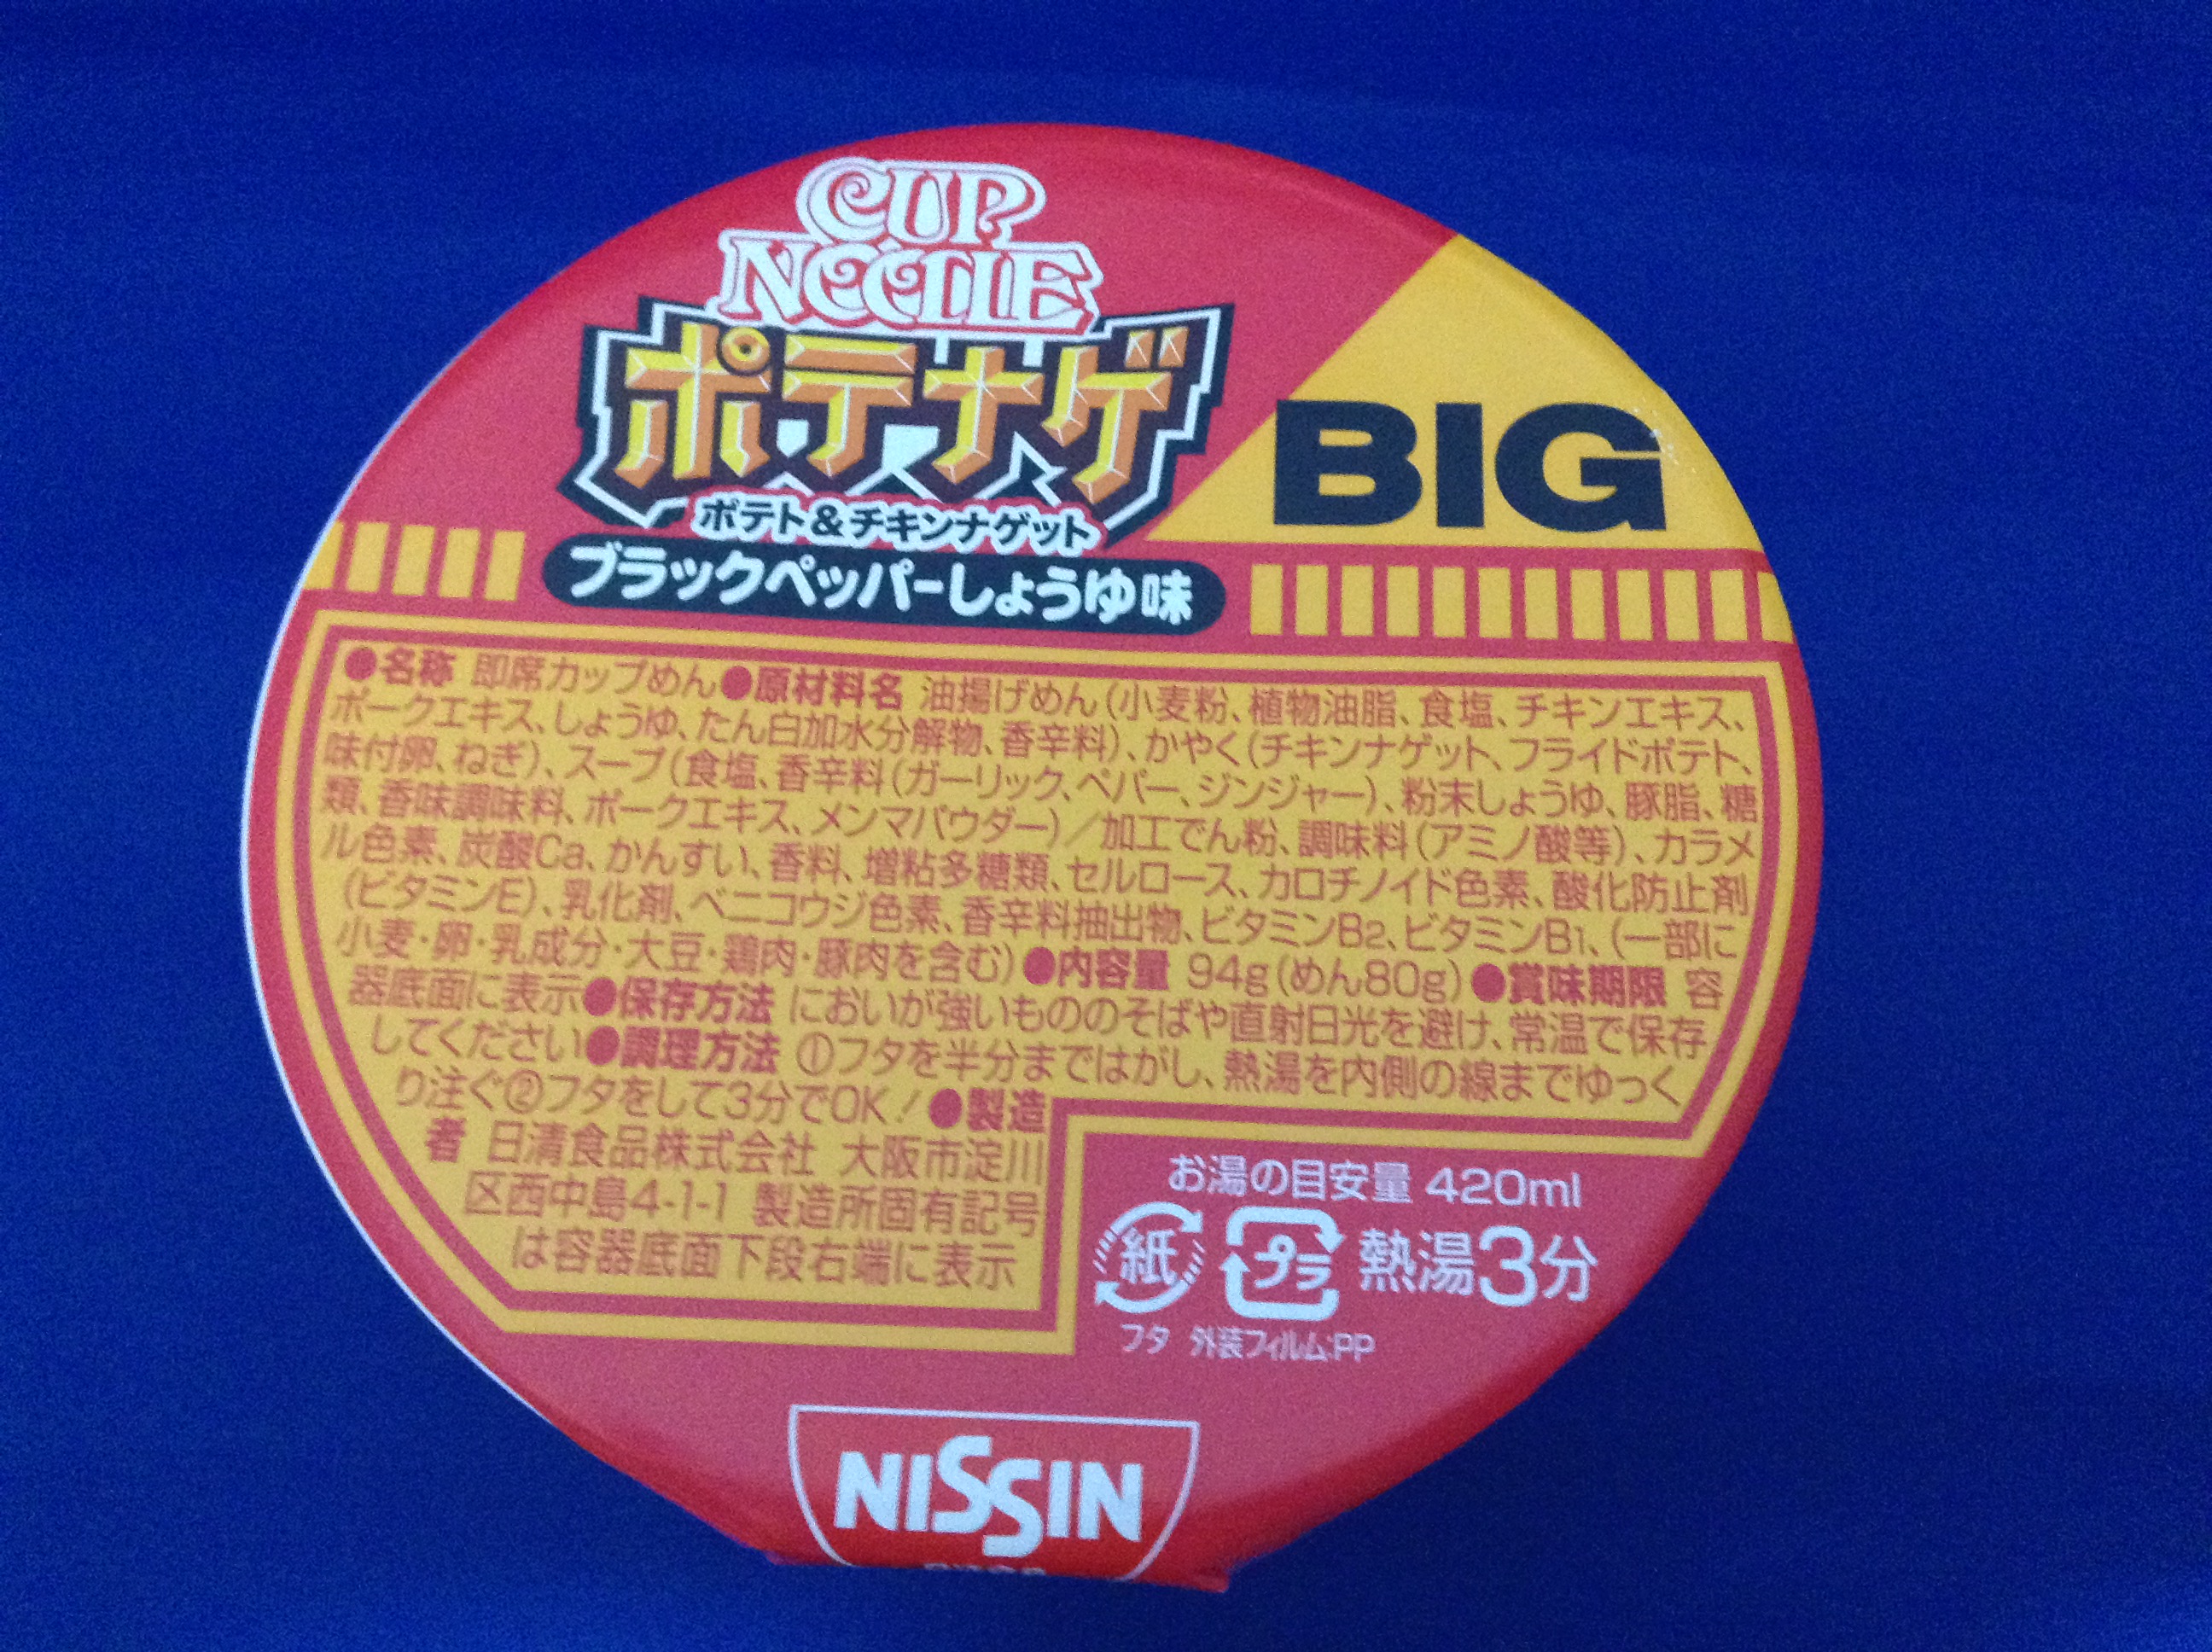 CUP
NOODLE
ポテナゲ
BIG
ポテト&チキンナゲット
ブラックペッパーしょうゆ味
●名称 即席カップめん●原材料名 油揚げめん(小麦粉、植物油脂、食塩、チキンエキス、
ポークエキス、しょうゆ、たん白加水分解物、香辛料)、かやく(チキンナゲット、フライドポテト、
味付卵、ねぎ)、スープ(食塩、香辛料(ガーリック、ペパー、ジンジャー)、粉末しょうゆ、豚脂、糖
類、香味調味料、ポークエキス、メンマパウダー)/加工でん粉、調味料(アミノ酸等)、カラメ
ル色素、炭酸Ca、かんすい、香料、増粘多糖類、セルロース、カロチノイド色素、酸化防止剤
(ビタミンE)、乳化剤、ベニコウジ色素、香辛料抽出物、ビタミンB2、ビタミンB1、(一部に
小麦・卵・乳成分・大豆・鶏肉・豚肉を含む)●内容量 94g(めん80g)●賞味期限 容
器底面に表示●保存方法 においが強いもののそばや直射日光を避け、常温で保存
してください●調理方法 ①フタを半分まではがし、熱湯を内側の線までゆっく
り注ぐ②フタをして3分でOK!●製造
者 日清食品株式会社 大阪市淀川
区西中島4-1-1 製造所固有記号
は容器底面下段右端に表示
お湯の目安量 420ml
紙 プラ 熱湯3分
フタ 外装フィルム:PP
NISSIN